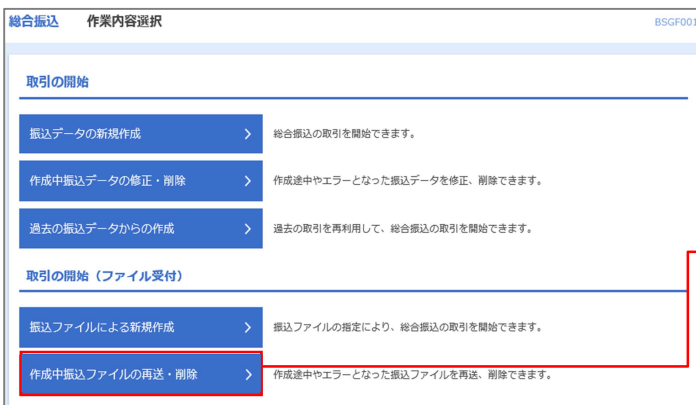 総合振込 作業内容選択 BSGF001
取引の開始
振込データの新規作成 総合振込の取引を開始できます。
作成中振込データの修正・削除 作成途中やエラーとなった振込データを修正、削除できます。
過去の振込データからの作成 過去の取引を再利用して、総合振込の取引を開始できます。
取引の開始（ファイル受付）
振込ファイルによる新規作成 振込ファイルの指定により、総合振込の取引を開始できます。
作成中振込ファイルの再送・削除 作成途中やエラーとなった振込ファイルを再送、削除できます。